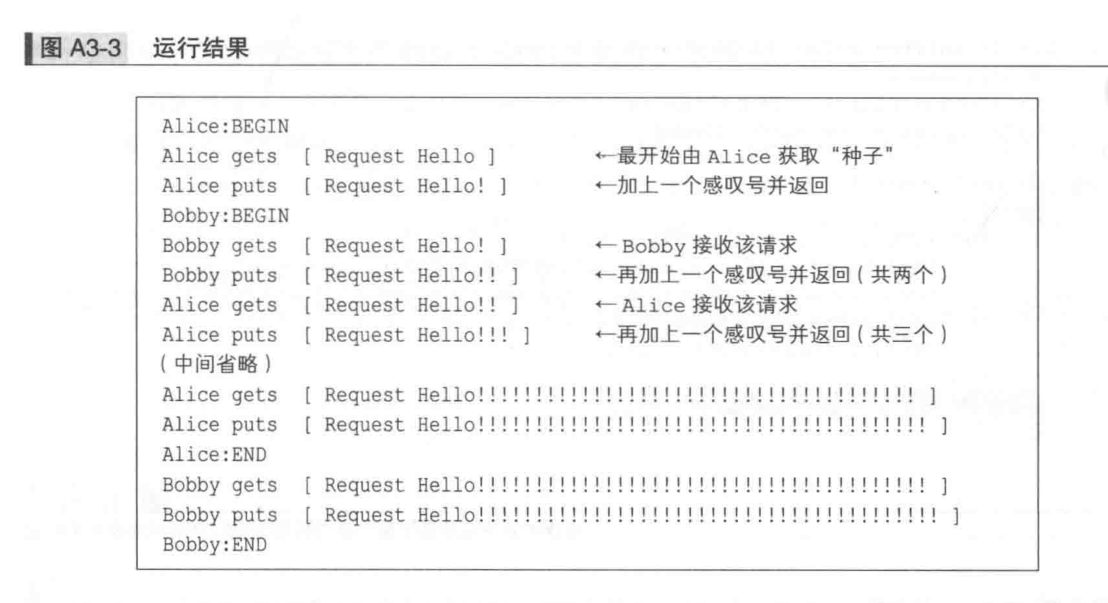 图 A3-3 运行结果
Alice:BEGIN
Alice gets [ Request Hello ] ←最开始由 Alice 获取“种子”
Alice puts [ Request Hello! ] ←加上一个感叹号并返回
Bobby:BEGIN
Bobby gets [ Request Hello! ] ←Bobby 接收该请求
Bobby puts [ Request Hello!! ] ←再加上一个感叹号并返回(共两个)
Alice gets [ Request Hello!! ] ←Alice 接收该请求
Alice puts [ Request Hello!!! ] ←再加上一个感叹号并返回(共三个)
(中间省略)
Alice gets [ Request Hello!!!!!!!!!!!!!!!!!!!!!!!!!!!!!!!!!!!!!! ]
Alice puts [ Request Hello!!!!!!!!!!!!!!!!!!!!!!!!!!!!!!!!!!!!!!! ]
Alice:END
Bobby gets [ Request Hello!!!!!!!!!!!!!!!!!!!!!!!!!!!!!!!!!!!!!!! ]
Bobby puts [ Request Hello!!!!!!!!!!!!!!!!!!!!!!!!!!!!!!!!!!!!!!!! ]
Bobby:END